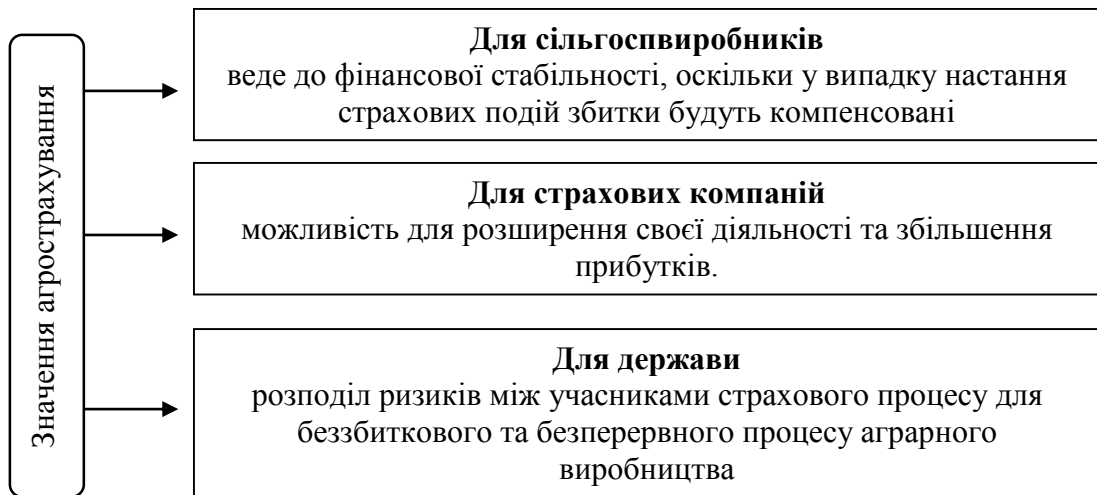 Значення агрострахування
Для сільгоспвиробників
веде до фінансової стабільності, оскільки у випадку настання
страхових подій збитки будуть компенсовані
Для страхових компаній
можливість для розширення своєї діяльності та збільшення
прибутків.
Для держави
розподіл ризиків між учасниками страхового процесу для
беззбиткового та безперервного процесу аграрного
виробництва